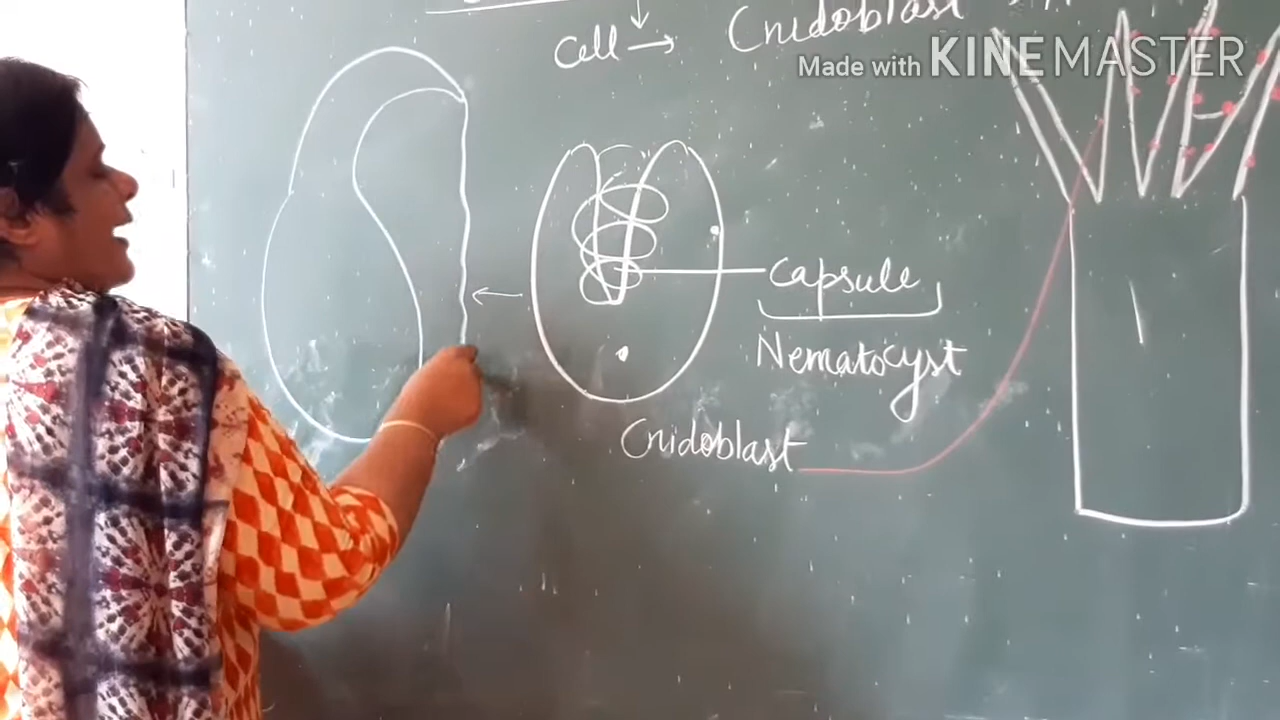 Cell → Cnidoblast
Made with KINEMASTER
Capsule
Nematocyst
Cnidoblast